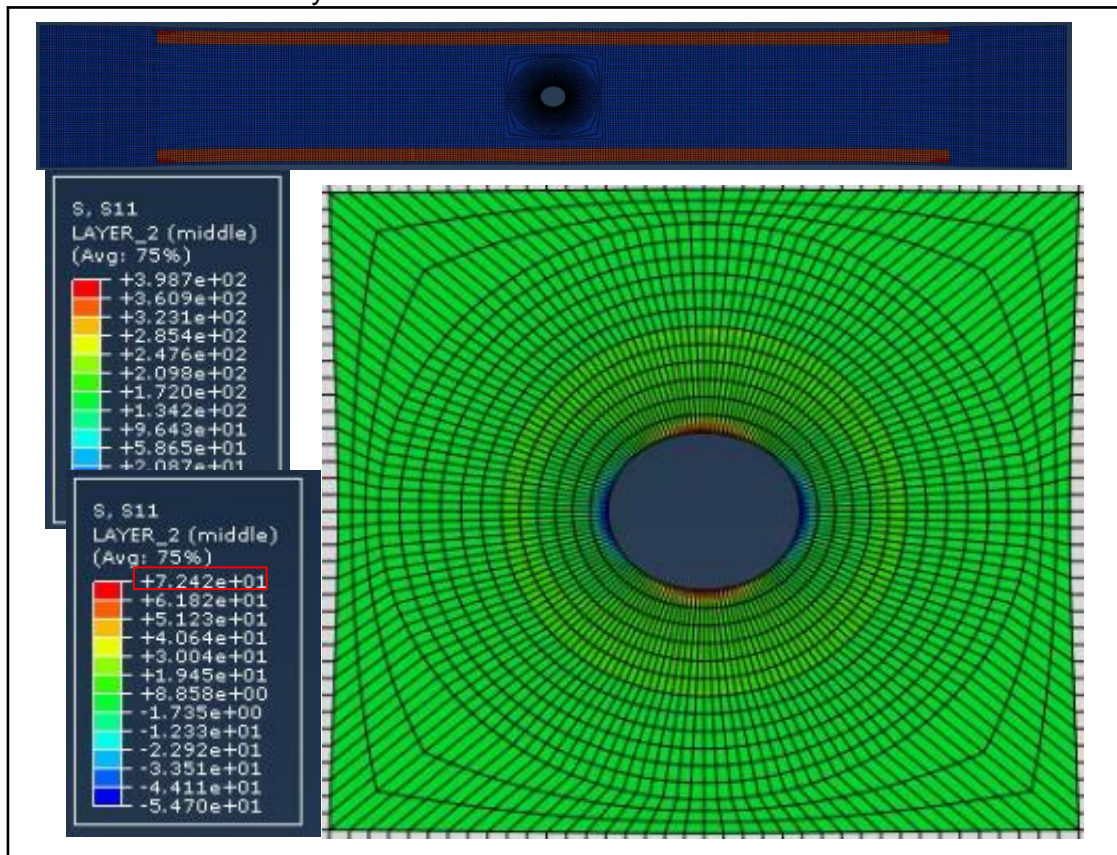 S, S11
LAYER_2 (middle)
(Avg: 75%)
+3.987e+02
+3.609e+02
+3.231e+02
+2.854e+02
+2.476e+02
+2.098e+02
+1.720e+02
+1.342e+02
+9.643e+01
+5.865e+01
+2.087e+01
S, S11
LAYER_2 (middle)
(Avg: 75%)
+7.242e+01
+6.182e+01
+5.123e+01
+4.064e+01
+3.004e+01
+1.945e+01
+8.858e+00
-1.735e+00
-1.233e+01
-2.292e+01
-3.351e+01
-4.411e+01
-5.470e+01